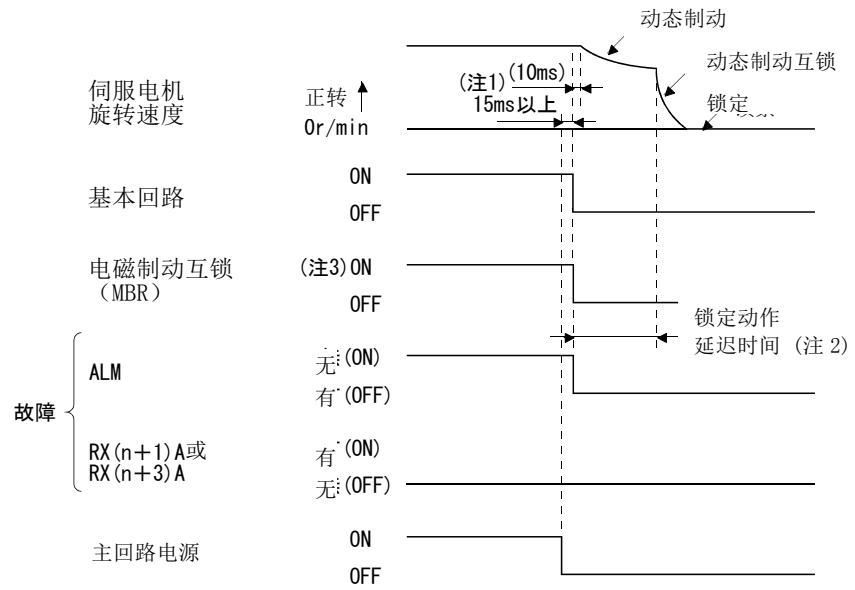 动态制动
动态制动互锁
锁定
伺服电机
旋转速度
正转
0r/min
(注1)(10ms)
15ms以上
基本回路
ON
OFF
电磁制动互锁
(MBR)
(注3)ON
OFF
锁定动作
延迟时间 (注 2)
故障
ALM
无(ON)
有(OFF)
RX(n+1)A或
RX(n+3)A
有(ON)
无(OFF)
主回路电源
ON
OFF